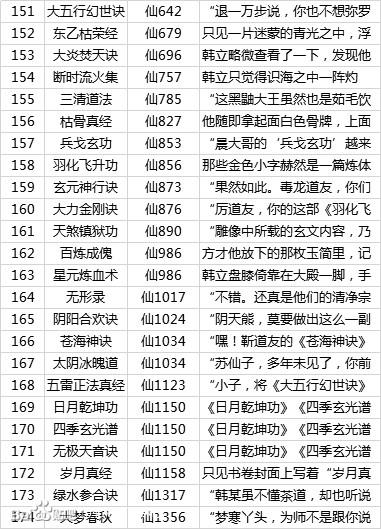 151 大五行幻世诀 仙642 “退一万步说，你也不想弥罗
152 东乙枯荣经 仙679 只见一片迷蒙的青光之中，浮
153 大炎焚天诀 仙696 韩立略微查看了一下，发现他
154 断时流火集 仙757 韩立只觉得识海之中一阵灼
155 三清道法 仙785 “这黑鼬大王虽然也是茹毛饮
156 枯骨真经 仙827 他随即拿起面白色骨牌，上面
157 兵戈玄功 仙853 “晨大哥的‘兵戈玄功’越来
158 羽化飞升功 仙856 那些金色小字赫然是一篇炼体
159 玄元神行诀 仙873 “果然如此。毒龙道友，你们
160 大力金刚诀 仙876 “厉道友，你的这部《羽化飞
161 天煞镇狱功 仙890 “雕像中所载的玄文内容，乃
162 百炼成傀 仙986 方才他放下的那枚玉简里，记
163 星元炼血术 仙986 韩立盘膝倚靠在大殿一脚，手
164 无形录 仙1017 “不错。还真是他们的清净宗
165 阴阳合欢诀 仙1024 “阴天能，莫要做出这么一副
166 苍海神诀 仙1034 “嘿！靳道友的《苍海神诀》
167 太阴冰魄道 仙1034 “苏仙子，多年未见了，你前
168 五雷正法真经 仙1123 “小子，将《大五行幻世诀》
169 日月乾坤功 仙1150 《日月乾坤功》《四季玄光谱
170 四季玄光谱 仙1150 《日月乾坤功》《四季玄光谱
171 无极天音诀 仙1150 《日月乾坤功》《四季玄光谱
172 岁月真经 仙1158 只见书卷封面上写着“岁月真
173 绿水参合诀 仙1317 “韩某虽不懂茶道，却也听说
174 大梦春秋 仙1356 “梦寒丫头，为师不是跟你说